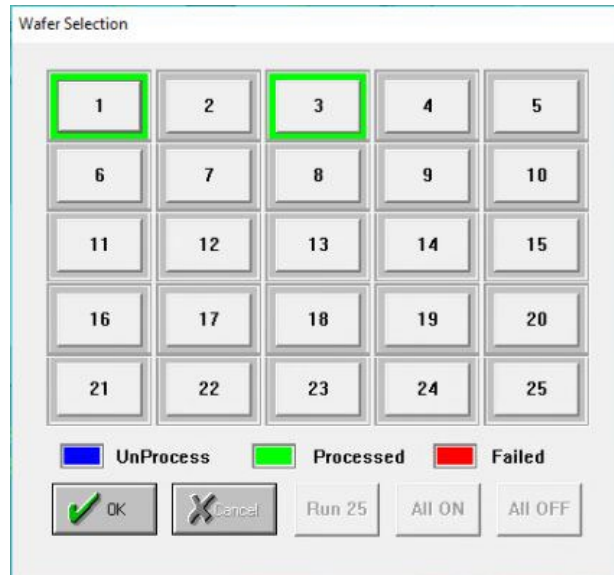 Wafer Selection
1 2 3 4 5
6 7 8 9 10
11 12 13 14 15
16 17 18 19 20
21 22 23 24 25
UnProcess Processed Failed
OK Cancel Run 25 All ON All OFF